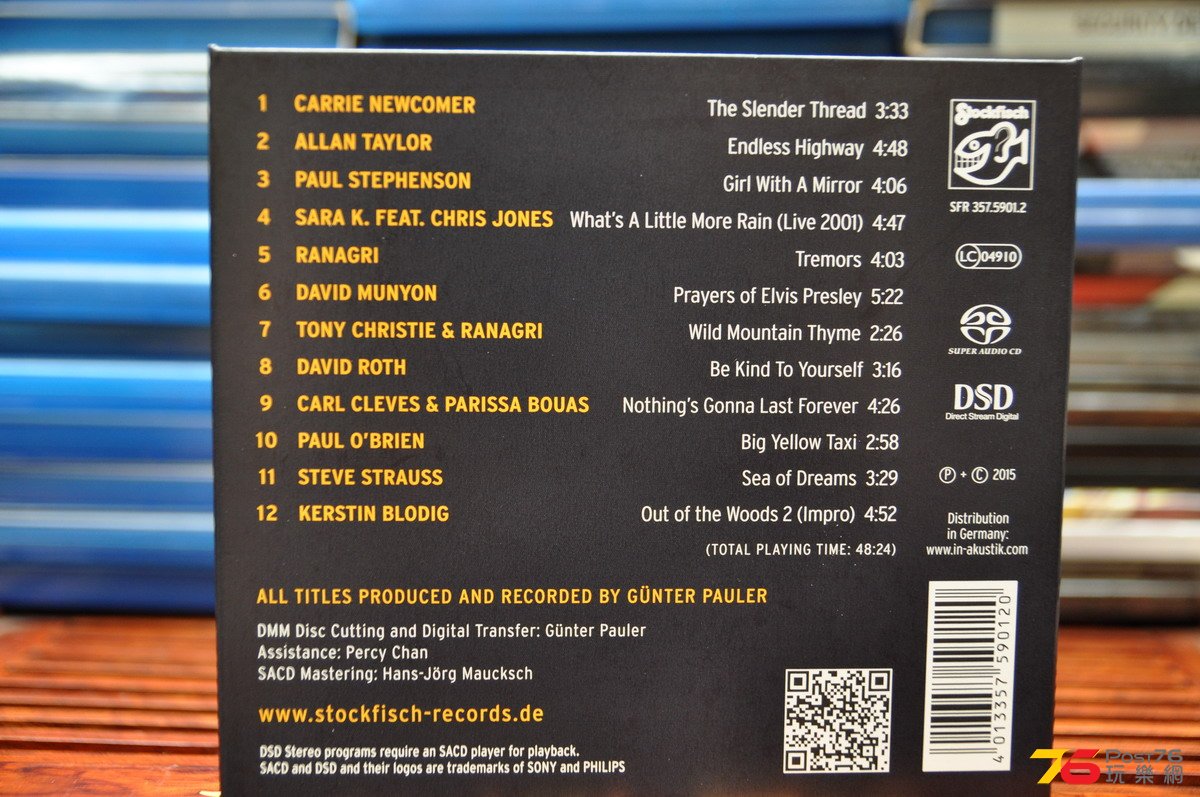 SECURITY
1 CARRIE NEWCOMER The Slender Thread 3:33
2 ALLAN TAYLOR Endless Highway 4:48
3 PAUL STEPHENSON Girl With A Mirror 4:06
4 SARA K. FEAT. CHRIS JONES What's A Little More Rain (Live 2001) 4:47
5 RANAGRI Tremors 4:03
6 DAVID MUNYON Prayers of Elvis Presley 5:22
7 TONY CHRISTIE & RANAGRI Wild Mountain Thyme 2:26
8 DAVID ROTH Be Kind To Yourself 3:16
9 CARL CLEVES & PARISSA BOUAS Nothing's Gonna Last Forever 4:26
10 PAUL O'BRIEN Big Yellow Taxi 2:58
11 STEVE STRAUSS Sea of Dreams 3:29
12 KERSTIN BLODIG Out of the Woods 2 (Impro) 4:52
(TOTAL PLAYING TIME: 48:24)
Stockfisch
SFR 357.5901.2
LC 04910
SUPER AUDIO CD
DSD
Direct Stream Digital
℗ + © 2015
Distribution
in Germany:
www.in-akustik.com
ALL TITLES PRODUCED AND RECORDED BY GÜNTER PAULER
DMM Disc Cutting and Digital Transfer: Günter Pauler
Assistance: Percy Chan
SACD Mastering: Hans-Jörg Maucksch
www.stockfisch-records.de
DSD Stereo programs require an SACD player for playback.
SACD and DSD and their logos are trademarks of SONY and PHILIPS
4 013357 590120
76 Post76
玩樂網